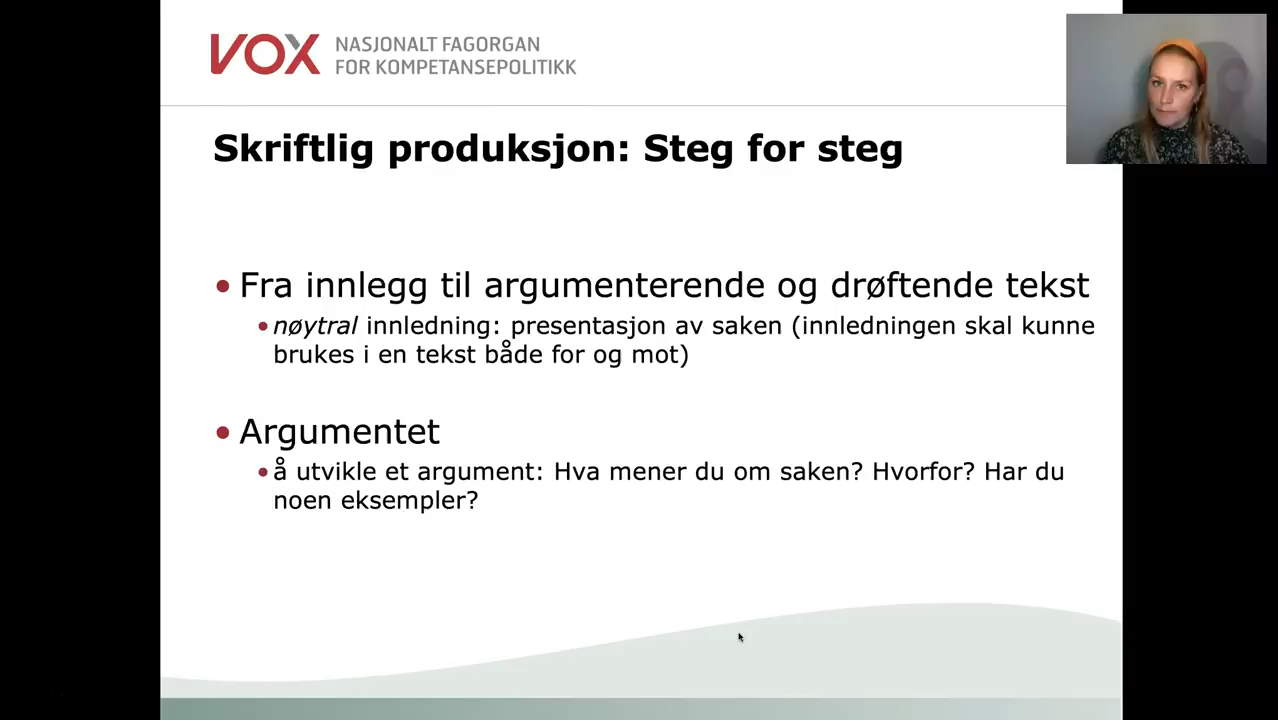 VOX NASJONALT FAGORGAN
FOR KOMPETANSEPOLITIKK
Skriftlig produksjon: Steg for steg
• Fra innlegg til argumenterende og drøftende tekst
• nøytral innledning: presentasjon av saken (innledningen skal kunne
brukes i en tekst både for og mot)
• Argumentet
• å utvikle et argument: Hva mener du om saken? Hvorfor? Har du
noen eksempler?